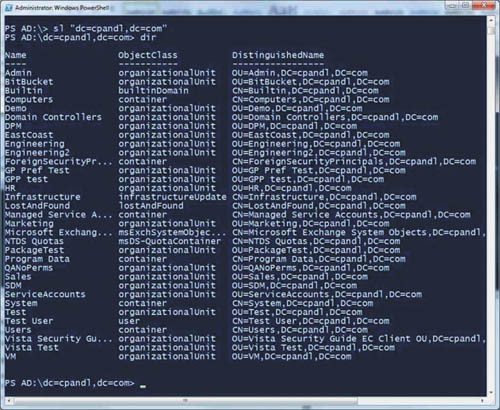 Administrator: Windows PowerShell
PS AD:\> sl "dc=cpandl,dc=com"
PS AD:\dc=cpandl,dc=com> dir
Name ObjectClass DistinguishedName
---- ----------- -----------------
Admin organizationalUnit OU=Admin,DC=cpandl,DC=com
BitBucket organizationalUnit OU=BitBucket,DC=cpandl,DC=com
Builtin builtinDomain CN=Builtin,DC=cpandl,DC=com
Computers container CN=Computers,DC=cpandl,DC=com
Demo organizationalUnit OU=Demo,DC=cpandl,DC=com
Domain Controllers organizationalUnit OU=Domain Controllers,DC=cpandl,DC=com
DPM organizationalUnit OU=DPM,DC=cpandl,DC=com
EastCoast organizationalUnit OU=EastCoast,DC=cpandl,DC=com
Engineering organizationalUnit OU=Engineering,DC=cpandl,DC=com
Engineering2 organizationalUnit OU=Engineering2,DC=cpandl,DC=com
ForeignSecurityPr... container CN=ForeignSecurityPrincipals,DC=cpandl,DC=com
GP Pref Test organizationalUnit OU=GP Pref Test,DC=cpandl,DC=com
GPP test organizationalUnit OU=GPP test,DC=cpandl,DC=com
HR organizationalUnit OU=HR,DC=cpandl,DC=com
Infrastructure infrastructureUpdate CN=Infrastructure,DC=cpandl,DC=com
LostAndFound lostAndFound CN=LostAndFound,DC=cpandl,DC=com
Managed Service A... container CN=Managed Service Accounts,DC=cpandl,DC=com
Marketing organizationalUnit OU=Marketing,DC=cpandl,DC=com
Microsoft Exchang... msExchSystemObjec... CN=Microsoft Exchange System Objects,DC=cpandl,D...
NTDS Quotas msDS-QuotaContainer CN=NTDS Quotas,DC=cpandl,DC=com
PackageTest organizationalUnit OU=PackageTest,DC=cpandl,DC=com
Program Data container CN=Program Data,DC=cpandl,DC=com
QANoPerms organizationalUnit OU=QANoPerms,DC=cpandl,DC=com
Sales organizationalUnit OU=Sales,DC=cpandl,DC=com
SDM organizationalUnit OU=SDM,DC=cpandl,DC=com
ServiceAccounts organizationalUnit OU=ServiceAccounts,DC=cpandl,DC=com
System container CN=System,DC=cpandl,DC=com
Test organizationalUnit OU=Test,DC=cpandl,DC=com
Test User user CN=Test User,DC=cpandl,DC=com
Users container CN=Users,DC=cpandl,DC=com
Vista Security Gu... organizationalUnit OU=Vista Security Guide EC Client OU,DC=cpandl,D...
Vista Test organizationalUnit OU=Vista Test,DC=cpandl,DC=com
VM organizationalUnit OU=VM,DC=cpandl,DC=com
PS AD:\dc=cpandl,dc=com> _